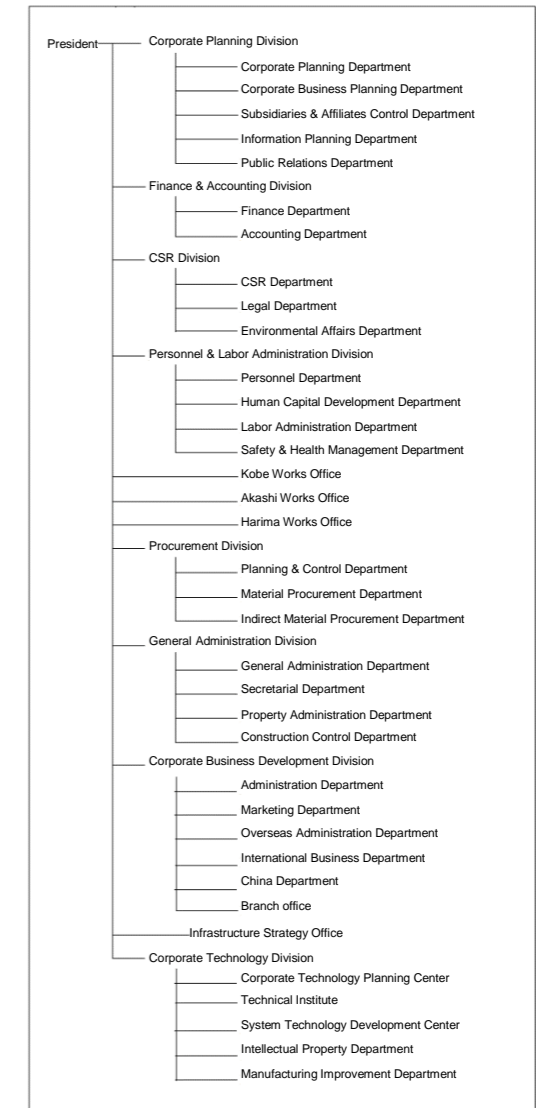 President
Corporate Planning Division
Corporate Planning Department
Corporate Business Planning Department
Subsidiaries & Affiliates Control Department
Information Planning Department
Public Relations Department
Finance & Accounting Division
Finance Department
Accounting Department
CSR Division
CSR Department
Legal Department
Environmental Affairs Department
Personnel & Labor Administration Division
Personnel Department
Human Capital Development Department
Labor Administration Department
Safety & Health Management Department
Kobe Works Office
Akashi Works Office
Harima Works Office
Procurement Division
Planning & Control Department
Material Procurement Department
Indirect Material Procurement Department
General Administration Division
General Administration Department
Secretarial Department
Property Administration Department
Construction Control Department
Corporate Business Development Division
Administration Department
Marketing Department
Overseas Administration Department
International Business Department
China Department
Branch office
Infrastructure Strategy Office
Corporate Technology Division
Corporate Technology Planning Center
Technical Institute
System Technology Development Center
Intellectual Property Department
Manufacturing Improvement Department